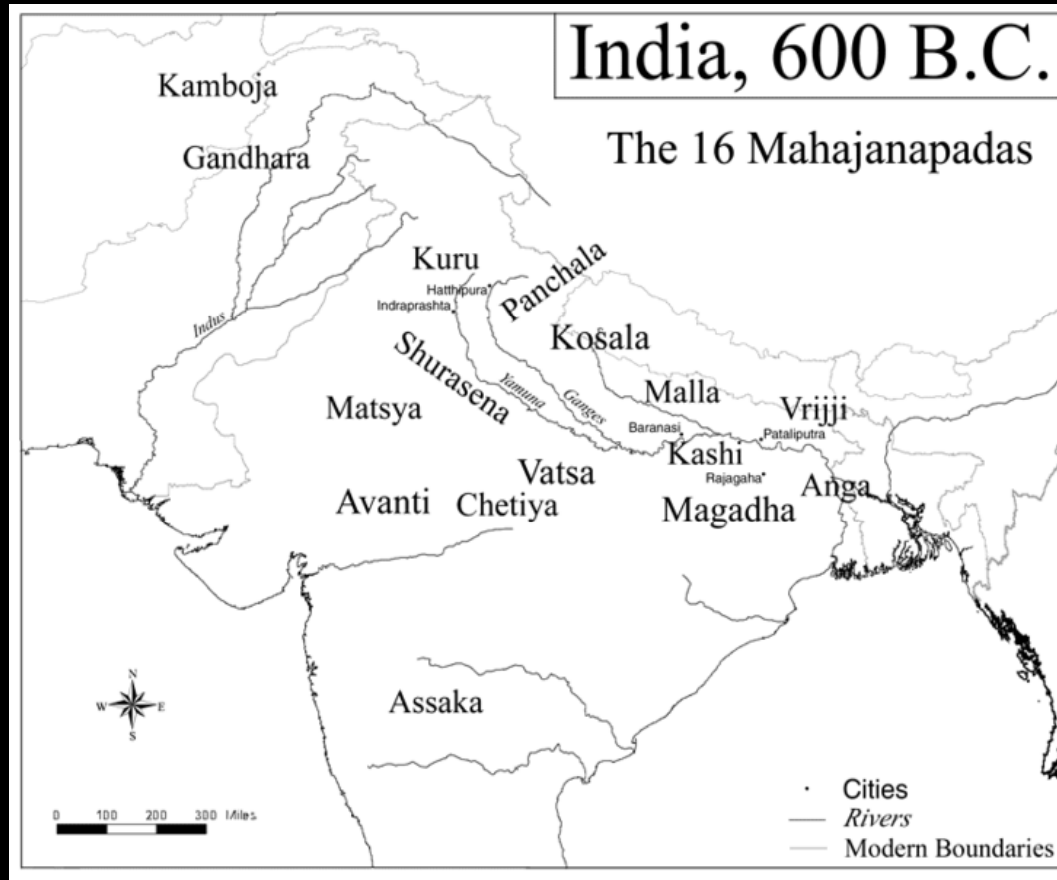 India, 600 B.C.
The 16 Mahajanapadas
Kamboja
Gandhara
Kuru
Panchala
Hatthipura
Indraprashta
Indus
Kosala
Shurasena
Yamuna
Ganges
Malla
Matsya
Vrijji
Baranasi
Pataliputra
Kashi
Vatsa
Rajagaha
Anga
Avanti
Chetiya
Magadha
Assaka
N
W
E
S
0 100 200 300 Miles
Cities
Rivers
Modern Boundaries